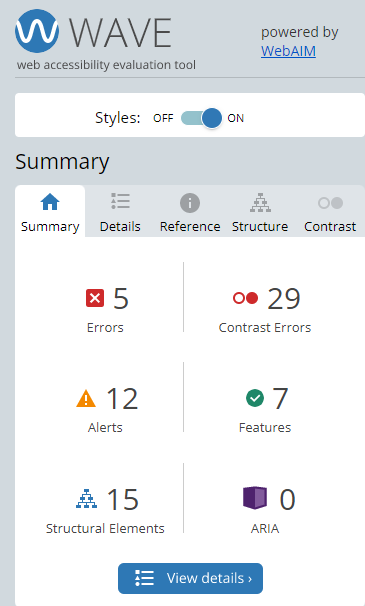 WAVE
web accessibility evaluation tool
powered by
WebAIM
Styles: OFF ON
Summary
Summary Details Reference Structure Contrast
5 29
Errors Contrast Errors
12 7
Alerts Features
15 0
Structural Elements ARIA
View details ›